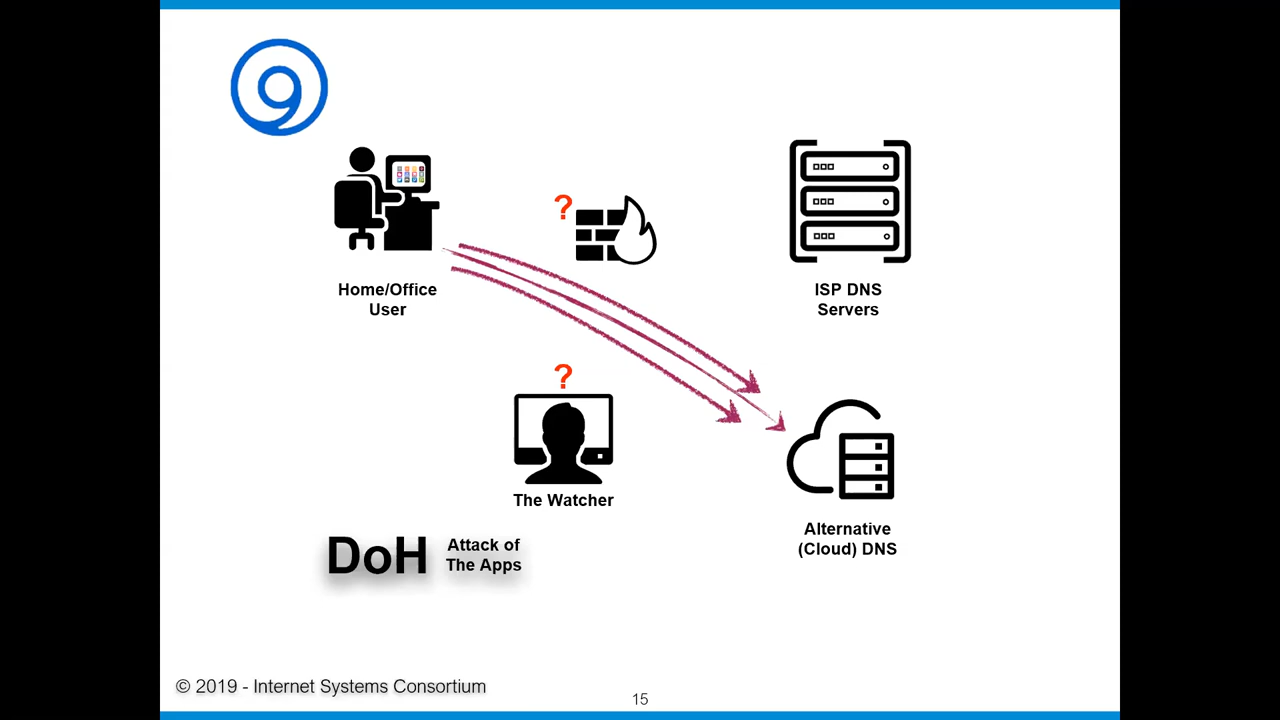 9
?
Home/Office
User
ISP DNS
Servers
?
The Watcher
Alternative
(Cloud) DNS
DoH
Attack of
The Apps
© 2019 - Internet Systems Consortium
15